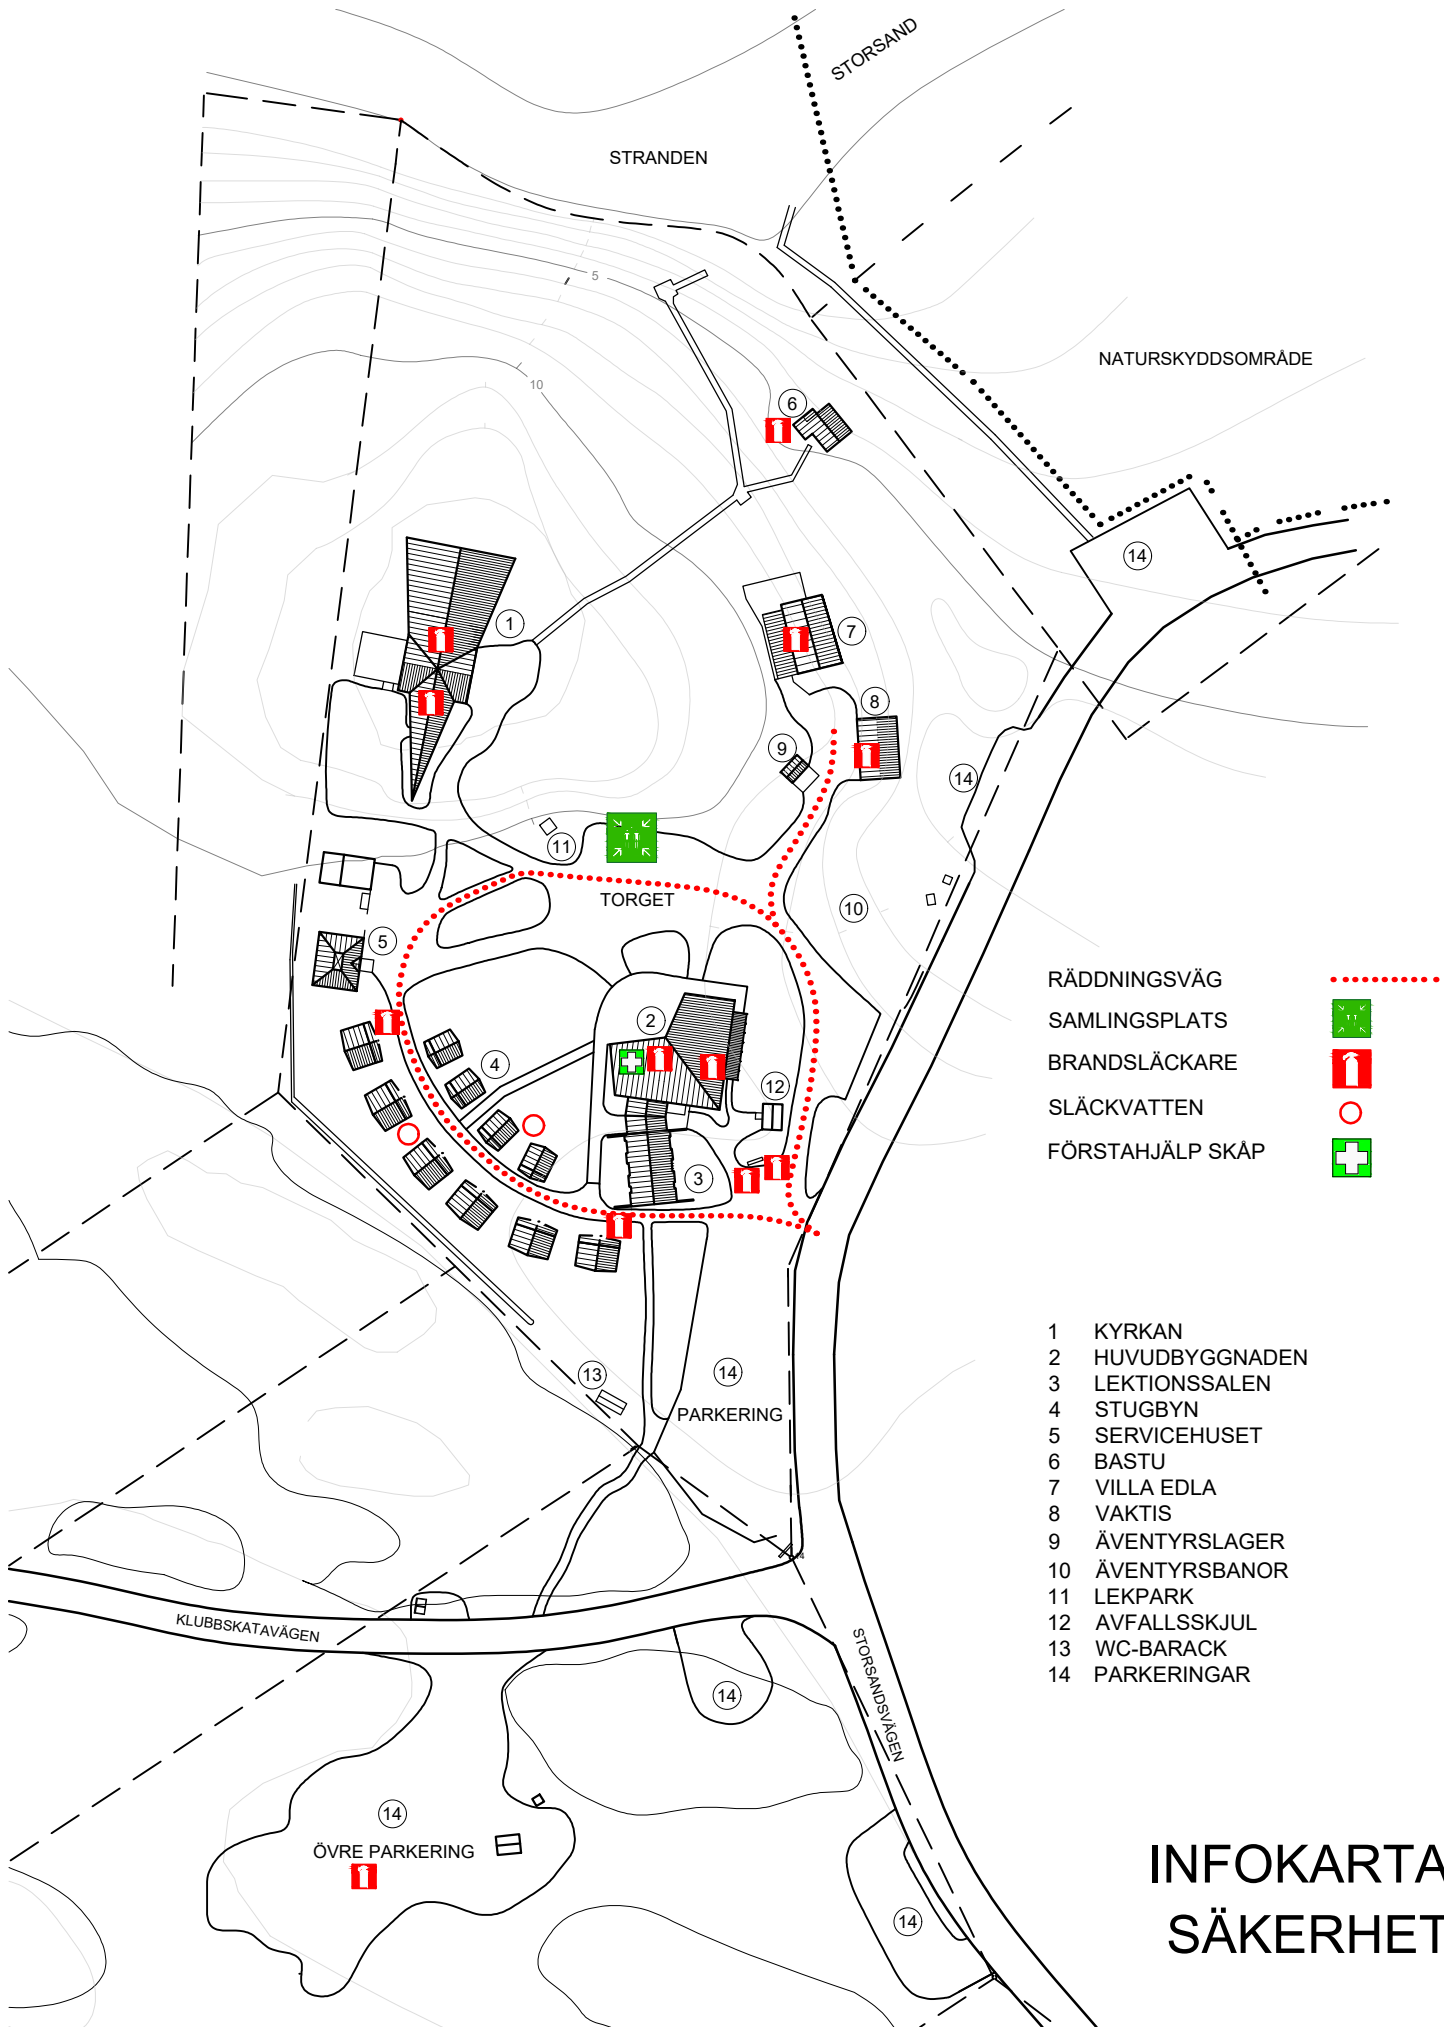 STORSAND
STRANDEN
5
NATURSKYDDSOMRÅDE
10
6
14
1
7
8
9
14
11
TORGET
10
5
RÄDDNINGSVÄG
SAMLINGSPLATS
2
BRANDSLÄCKARE
4
12
SLÄCKVATTEN
FÖRSTAHJÄLP SKÅP
3
1 KYRKAN
2 HUVUDBYGGNADEN
3 LEKTIONSSALEN
4 STUGBYN
5 SERVICEHUSET
6 BASTU
7 VILLA EDLA
8 VAKTIS
9 ÄVENTYRSLAGER
10 ÄVENTYRSBANOR
11 LEKPARK
12 AVFALLSSKJUL
13 WC-BARACK
14 PARKERINGAR
14
13
PARKERING
KLUBBSKATAVÄGEN
STORSANDSVÄGEN
14
14
ÖVRE PARKERING
14
INFOKARTA
SÄKERHET